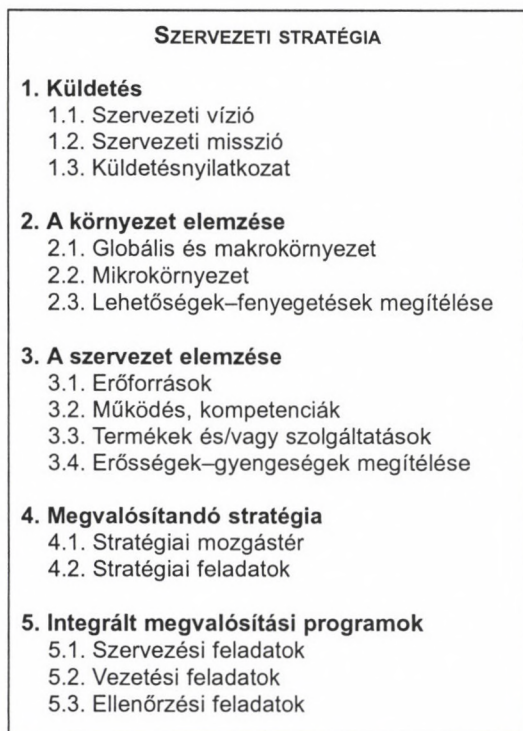 SZERVEZETI STRATÉGIA
1. Küldetés
1.1. Szervezeti vízió
1.2. Szervezeti misszió
1.3. Küldetésnyilatkozat
2. A környezet elemzése
2.1. Globális és makrokörnyezet
2.2. Mikrokörnyezet
2.3. Lehetőségek–fenyegetések megítélése
3. A szervezet elemzése
3.1. Erőforrások
3.2. Működés, kompetenciák
3.3. Termékek és/vagy szolgáltatások
3.4. Erősségek–gyengeségek megítélése
4. Megvalósítandó stratégia
4.1. Stratégiai mozgástér
4.2. Stratégiai feladatok
5. Integrált megvalósítási programok
5.1. Szervezési feladatok
5.2. Vezetési feladatok
5.3. Ellenőrzési feladatok